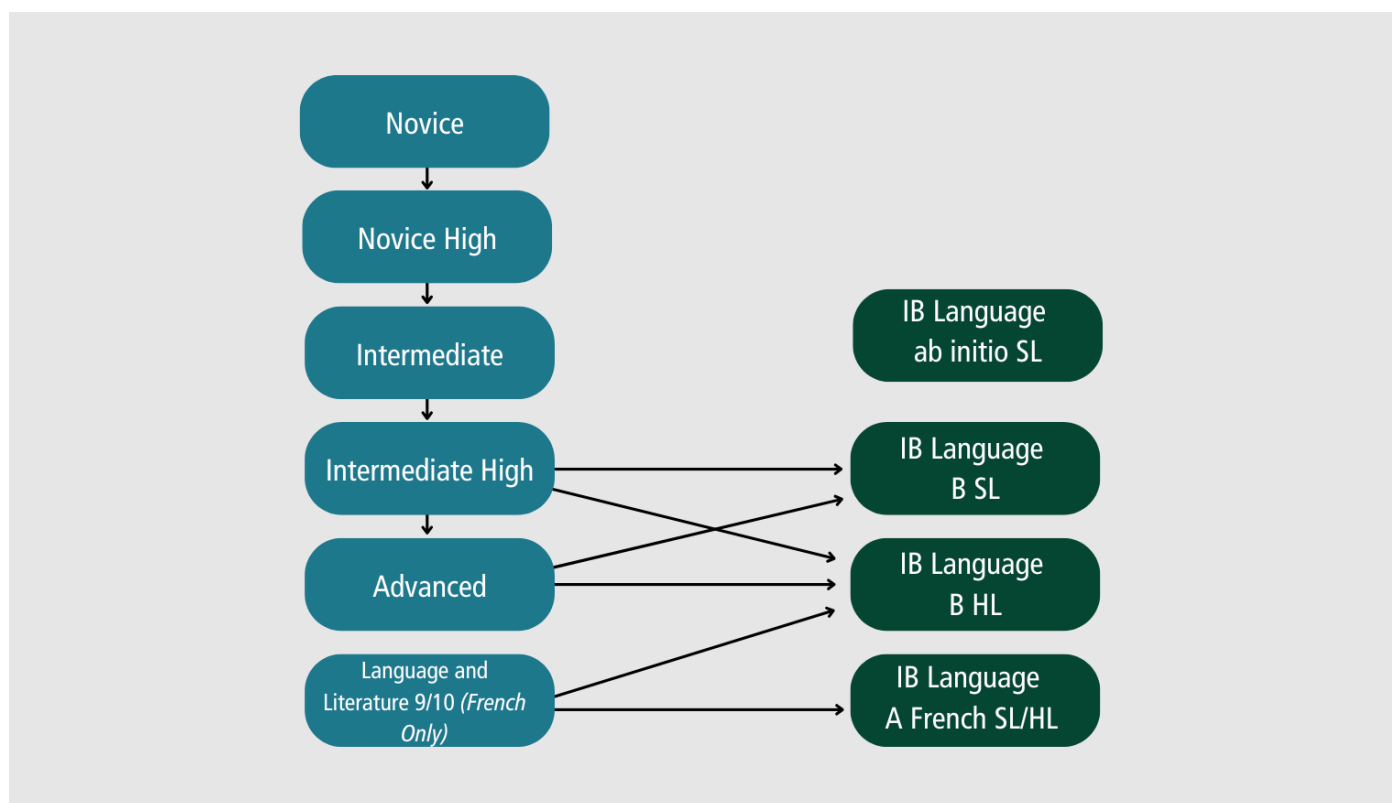 Novice
Novice High
Intermediate
Intermediate High
Advanced
Language and
Literature 9/10 (French
Only)
IB Language
ab initio SL
IB Language
B SL
IB Language
B HL
IB Language
A French SL/HL